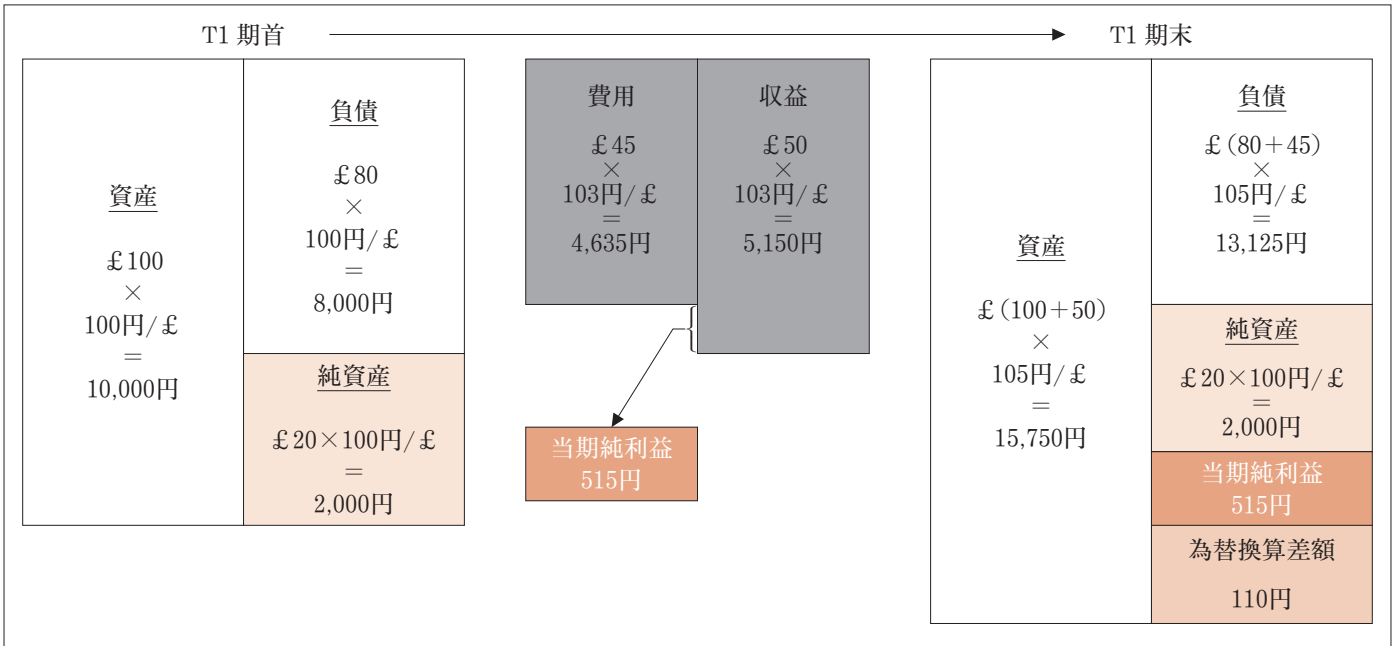 T1 期首
T1 期末
資産
£100
×
100円/£
=
10,000円
負債
£80
×
100円/£
=
8,000円
純資産
£20×100円/£
=
2,000円
費用
£45
×
103円/£
=
4,635円
収益
£50
×
103円/£
=
5,150円
当期純利益
515円
資産
£(100+50)
×
105円/£
=
15,750円
負債
£(80+45)
×
105円/£
=
13,125円
純資産
£20×100円/£
=
2,000円
当期純利益
515円
為替換算差額
110円